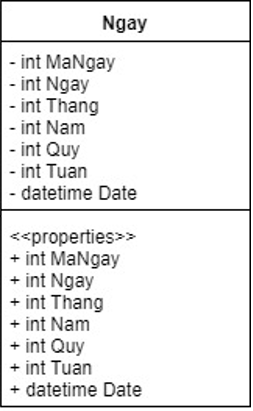 Ngay
- int MaNgay
- int Ngay
- int Thang
- int Nam
- int Quy
- int Tuan
- datetime Date
<<properties>>
+ int MaNgay
+ int Ngay
+ int Thang
+ int Nam
+ int Quy
+ int Tuan
+ datetime Date